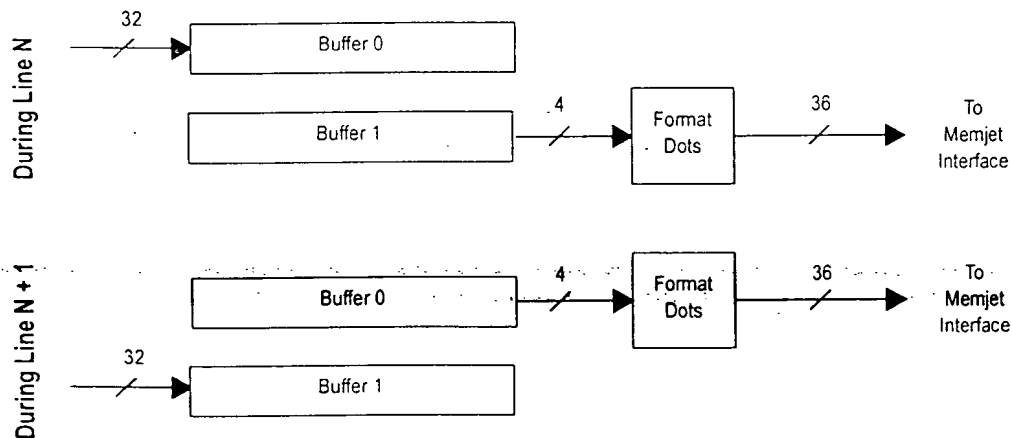 During Line N
32
Buffer 0
Buffer 1
4
Format
Dots
36
To
Memjet
Interface
During Line N + 1
Buffer 0
4
Format
Dots
36
To
Memjet
Interface
32
Buffer 1